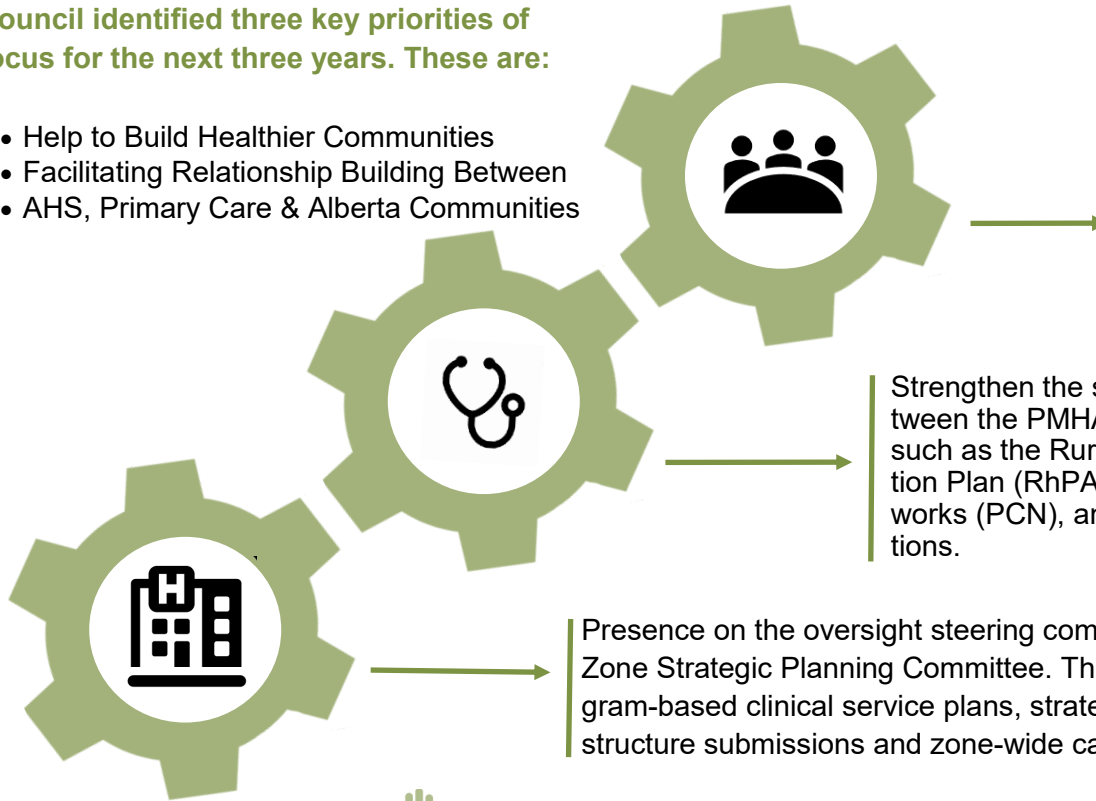 ouncil identified three key priorities of
ocus for the next three years. These are:
• Help to Build Healthier Communities
• Facilitating Relationship Building Between
• AHS, Primary Care & Alberta Communities
Strengthen the s
tween the PMHA
such as the Rur
tion Plan (RhPA
works (PCN), ar
tions.
Presence on the oversight steering com
Zone Strategic Planning Committee. Th
gram-based clinical service plans, strate
structure submissions and zone-wide ca